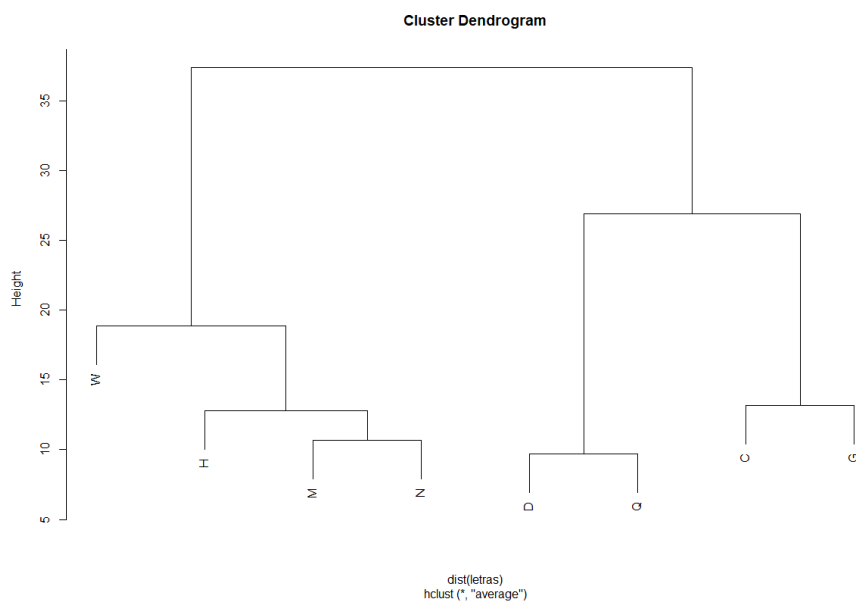 Cluster Dendrogram
Height
35
30
25
20
15
10
5
W
H
M
N
D
Q
C
G
dist(letras)
hclust (*, "average")